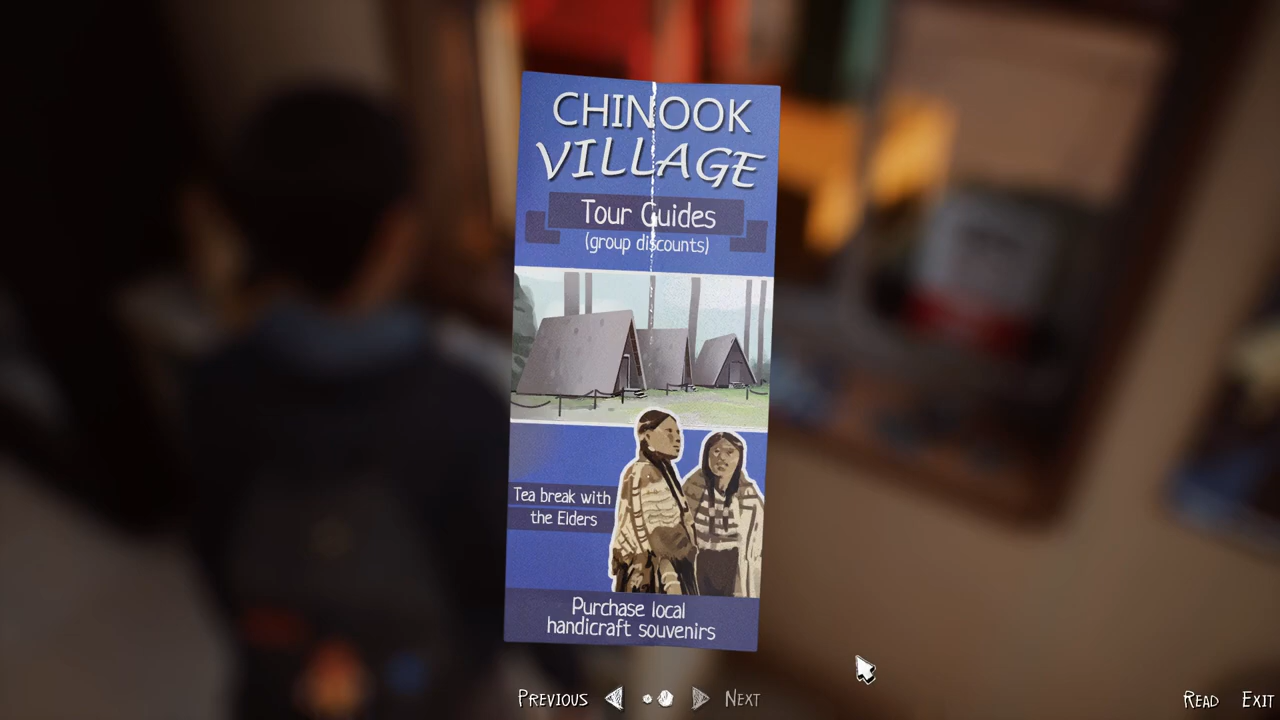 CHINOOK
VILLAGE
Tour Guides
(group discounts)
Tea break with
the Elders
Purchase local
handicraft souvenirs
PREVIOUS NEXT
READ EXIT